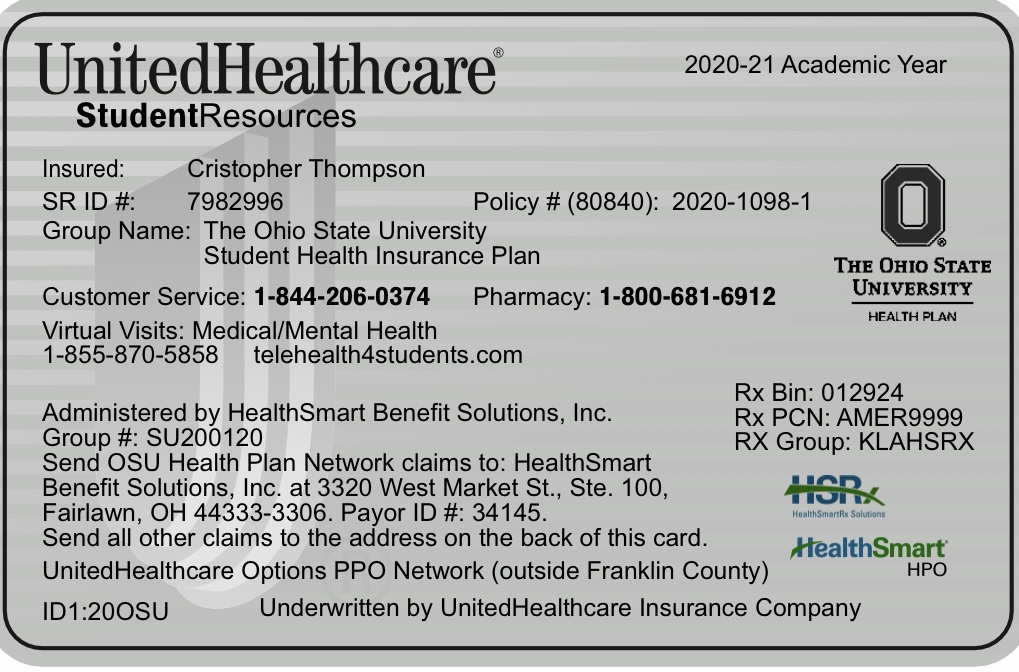 UnitedHealthcare®
2020-21 Academic Year
StudentResources
Insured: Cristopher Thompson
SR ID #: 7982996 Policy # (80840): 2020-1098-1
Group Name: The Ohio State University
Student Health Insurance Plan
O®
THE OHIO STATE
UNIVERSITY
HEALTH PLAN
Customer Service: 1-844-206-0374 Pharmacy: 1-800-681-6912
Virtual Visits: Medical/Mental Health
1-855-870-5858 telehealth4students.com
Rx Bin: 012924
Rx PCN: AMER9999
RX Group: KLAHSRX
Administered by HealthSmart Benefit Solutions, Inc.
Group #: SU200120
Send OSU Health Plan Network claims to: HealthSmart
Benefit Solutions, Inc. at 3320 West Market St., Ste. 100,
Fairlawn, OH 44333-3306. Payor ID #: 34145.
Send all other claims to the address on the back of this card.
HSRx
HealthSmartRx Solutions
HealthSmart®
HPO
UnitedHealthcare Options PPO Network (outside Franklin County)
ID1:20OSU Underwritten by UnitedHealthcare Insurance Company